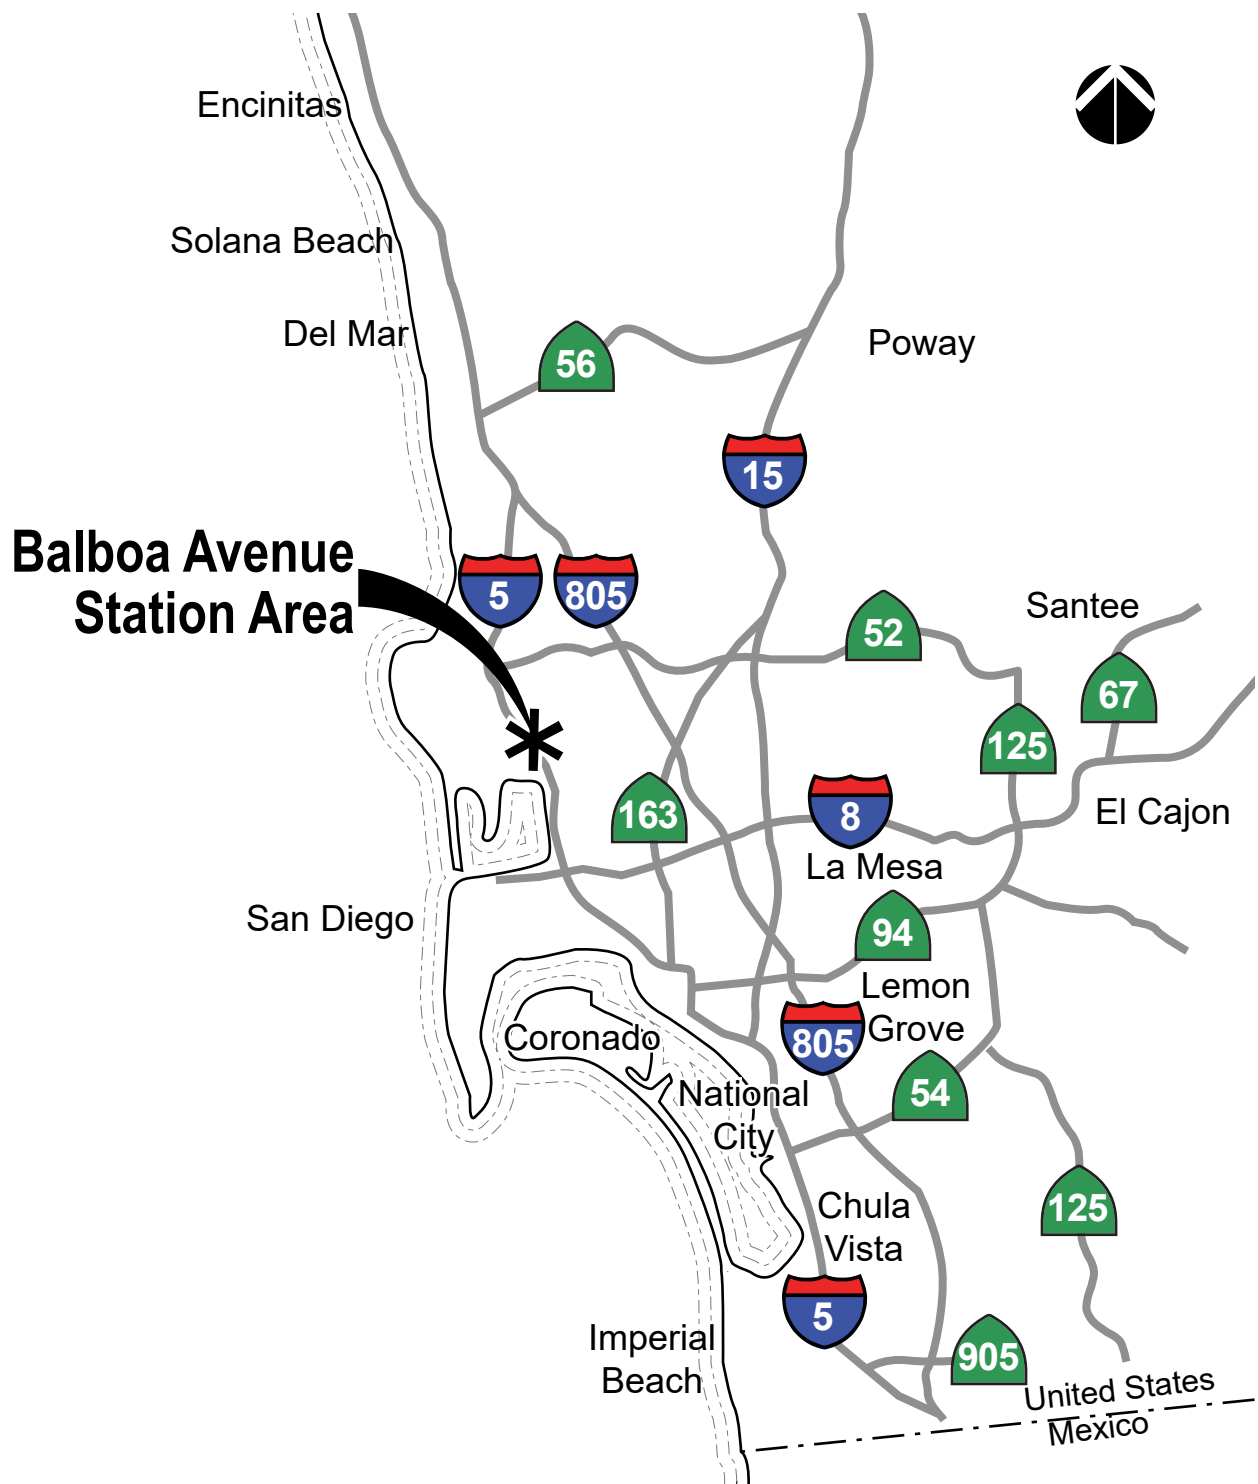 Encinitas
Solana Beach
Del Mar
Poway
56
15
Balboa Avenue
Station Area
5
805
52
Santee
67
125
163
8
El Cajon
La Mesa
San Diego
94
Lemon
Grove
Coronado
805
National
City
54
Chula
Vista
125
5
Imperial
Beach
905
United States
Mexico